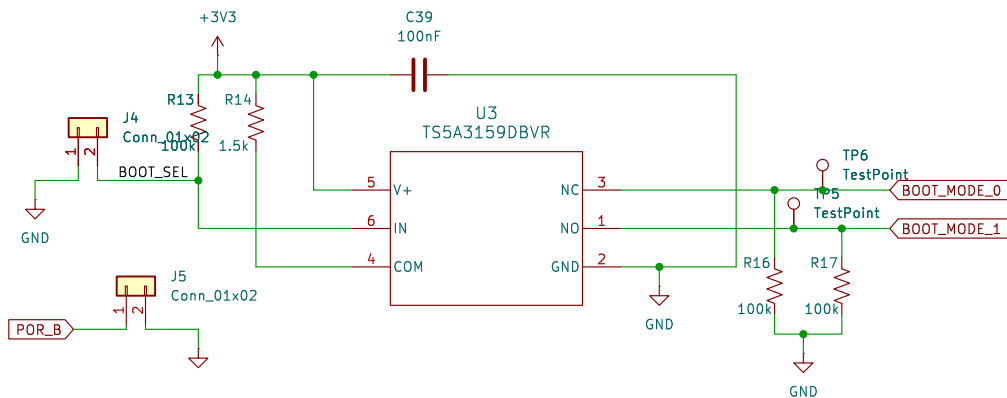 +3V3
C39
100nF
J4
Conn_01x02
1
2
R13
100k
R14
1.5k
BOOT_SEL
GND
U3
TS5A3159DBVR
5
V+
6
IN
4
COM
NC
3
NO
1
GND
2
TP6
TestPoint
TP5
TestPoint
BOOT_MODE_0
BOOT_MODE_1
R16
100k
R17
100k
GND
GND
J5
Conn_01x02
1
2
POR_B